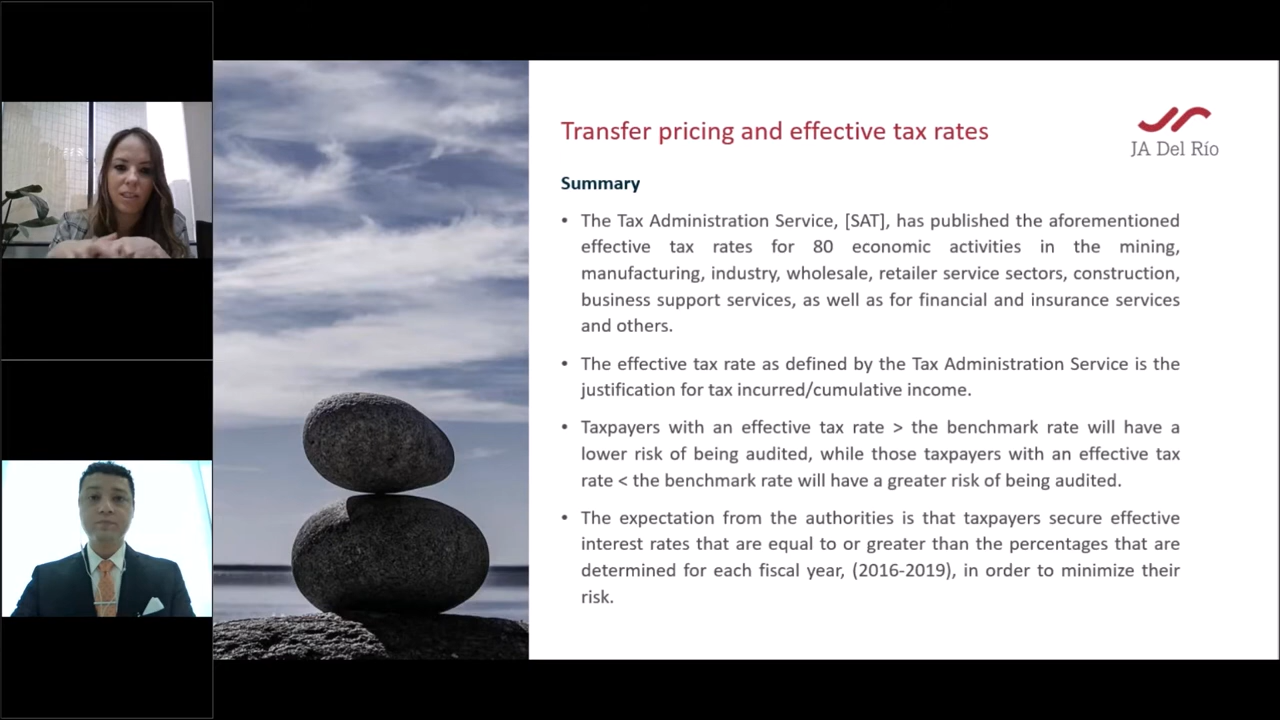 Transfer pricing and effective tax rates
JA Del Río
Summary
• The Tax Administration Service, [SAT], has published the aforementioned
effective tax rates for 80 economic activities in the mining,
manufacturing, industry, wholesale, retailer service sectors, construction,
business support services, as well as for financial and insurance services
and others.
• The effective tax rate as defined by the Tax Administration Service is the
justification for tax incurred/cumulative income.
• Taxpayers with an effective tax rate > the benchmark rate will have a
lower risk of being audited, while those taxpayers with an effective tax
rate < the benchmark rate will have a greater risk of being audited.
• The expectation from the authorities is that taxpayers secure effective
interest rates that are equal to or greater than the percentages that are
determined for each fiscal year, (2016-2019), in order to minimize their
risk.